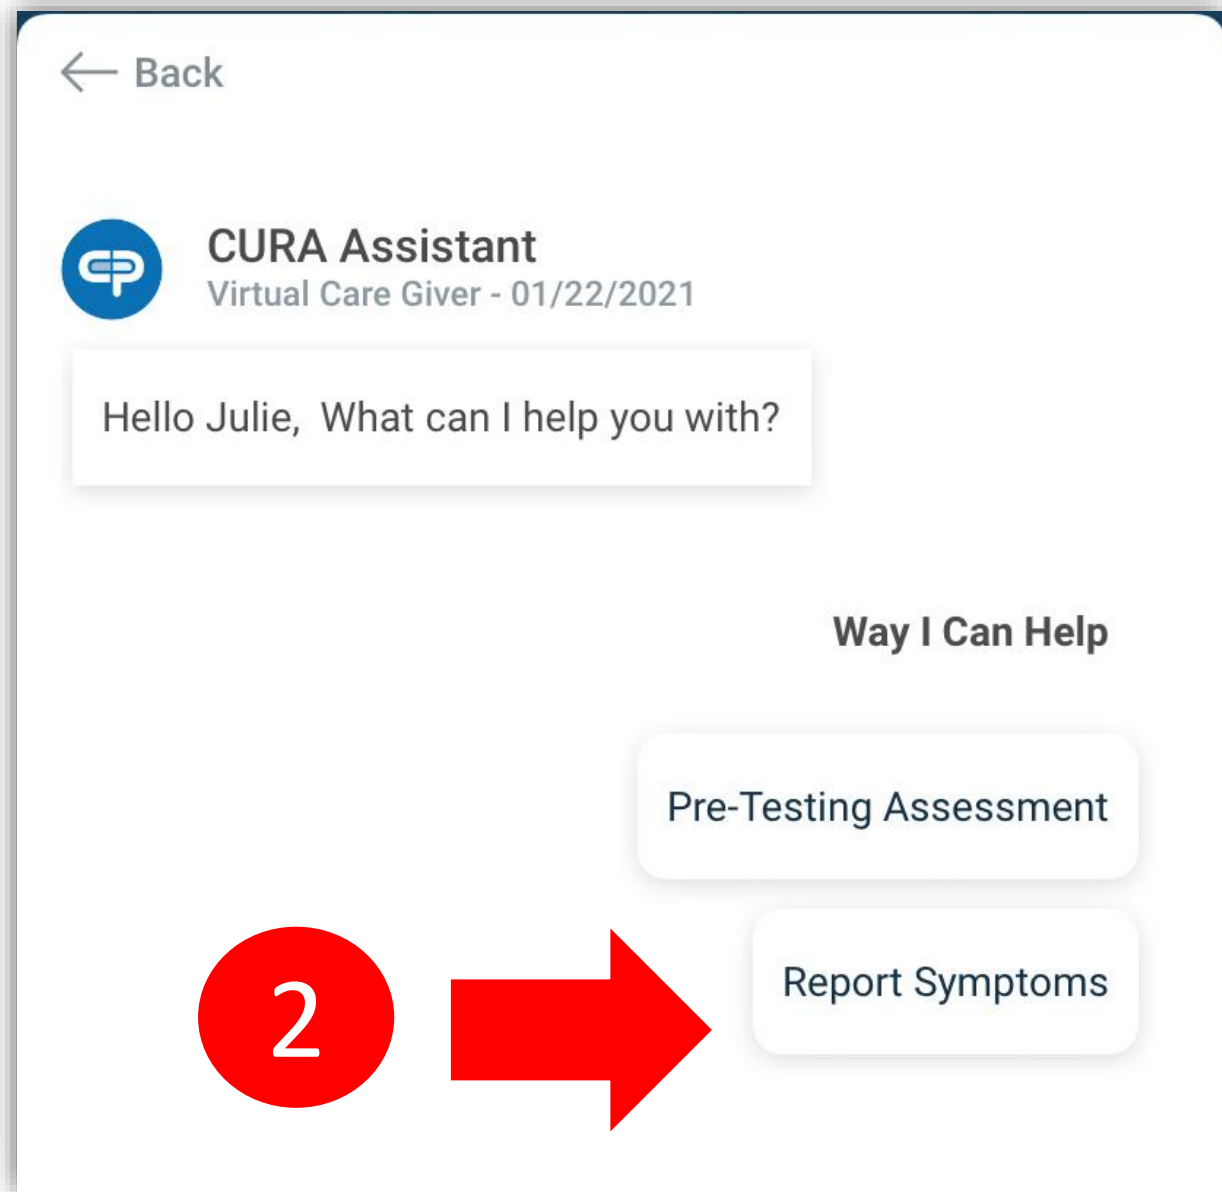 Back
CURA Assistant
Virtual Care Giver - 01/22/2021
Hello Julie,  What can I help you with?
Way I Can Help
Pre-Testing Assessment
Report Symptoms
2